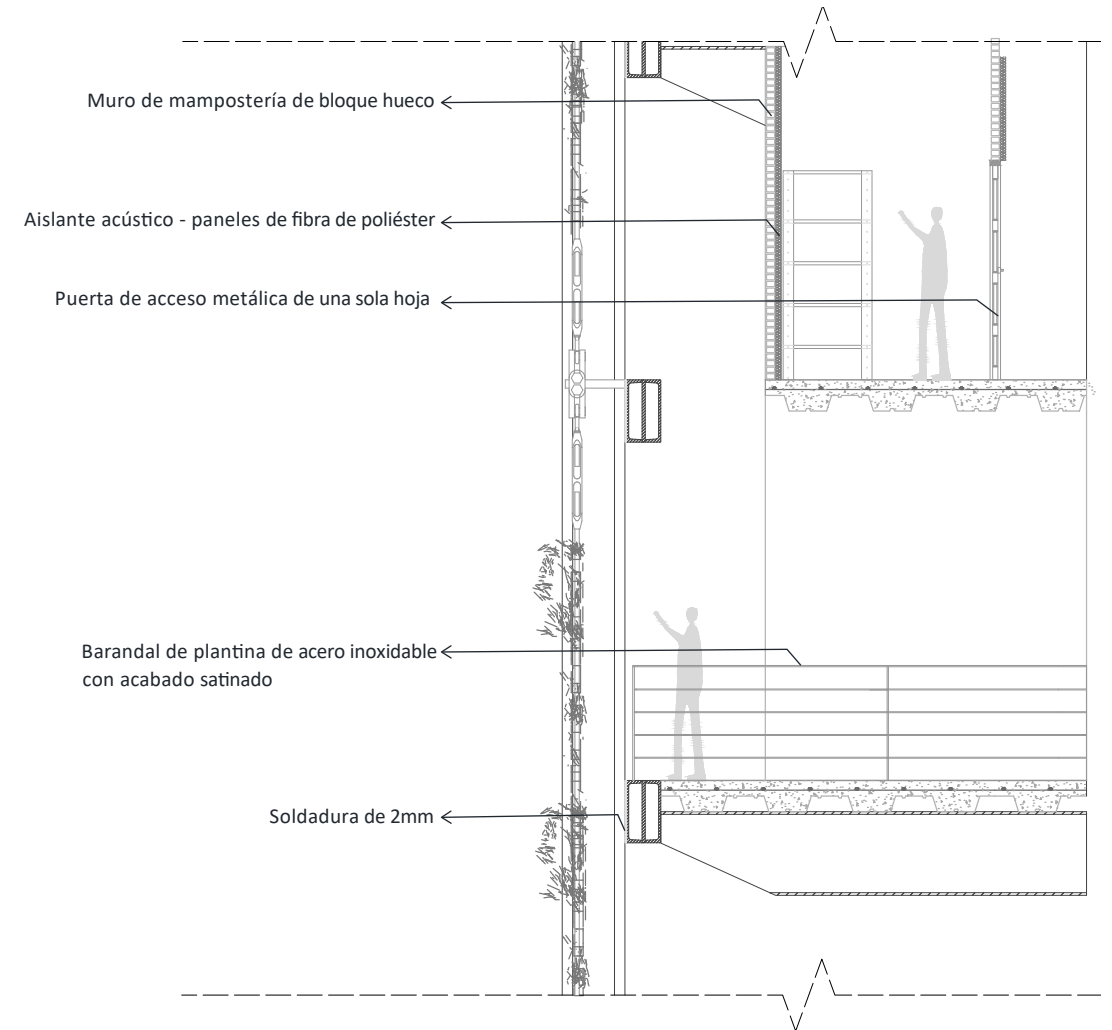 Muro de mampostería de bloque hueco
Aislante acústico - paneles de fibra de poliéster
Puerta de acceso metálica de una sola hoja
Barandal de plantina de acero inoxidable
con acabado satinado
Soldadura de 2mm